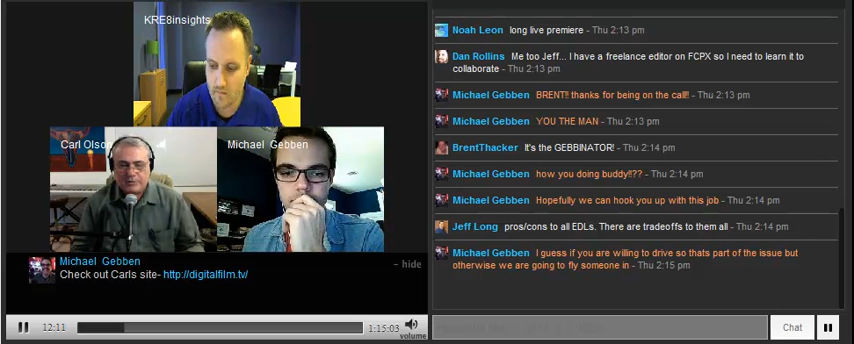 KRE8insights
Carl Olson
Michael Gebben
Michael Gebben
Check out Carls site- http://digitalfilm.tv/
– hide
12:11
1:15:03
volume
Noah Leon long live premiere - Thu 2:13 pm
Dan Rollins Me too Jeff... I have a freelance editor on FCPX so I need to learn it to
collaborate - Thu 2:13 pm
Michael Gebben BRENT!! thanks for being on the call!! - Thu 2:13 pm
Michael Gebben YOU THE MAN - Thu 2:13 pm
BrentThacker It's the GEBBINATOR! - Thu 2:14 pm
Michael Gebben how you doing buddy!!?? - Thu 2:14 pm
Michael Gebben Hopefully we can hook you up with this job - Thu 2:14 pm
Jeff Long pros/cons to all EDLs. There are tradeoffs to them all - Thu 2:14 pm
Michael Gebben I guess if you are willing to drive so thats part of the issue but
otherwise we are going to fly someone in - Thu 2:15 pm
Chat